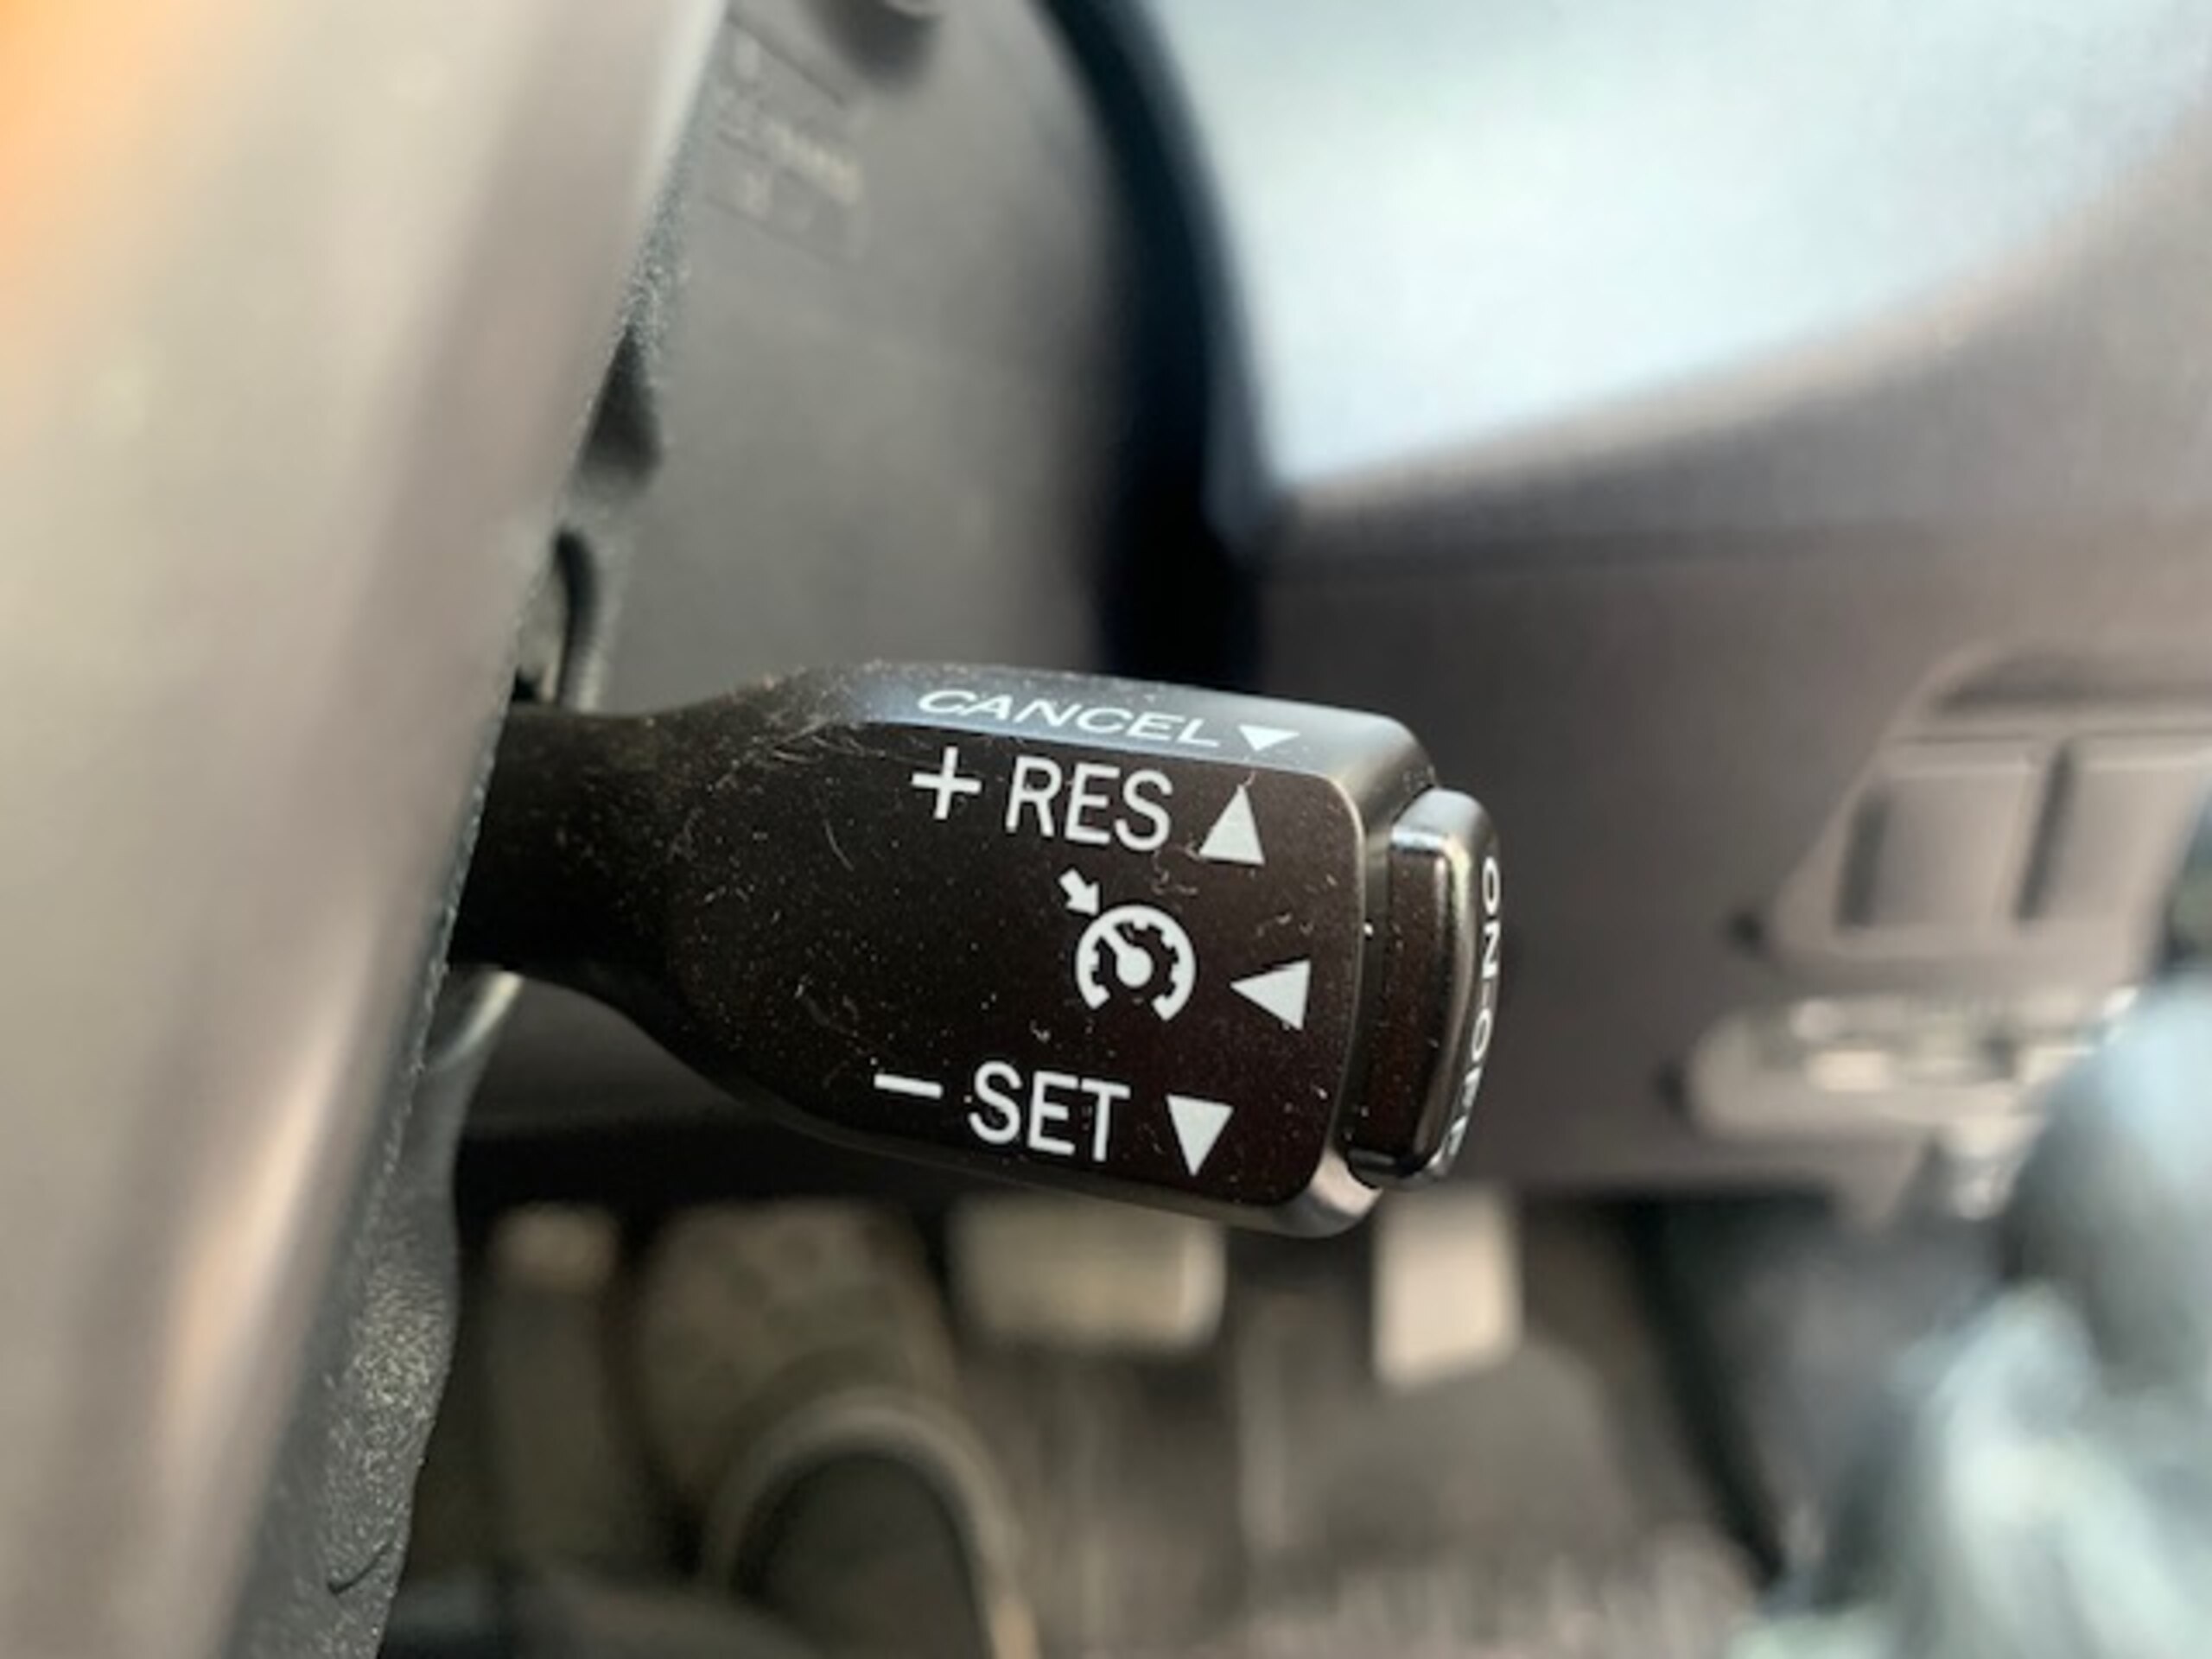 CANCEL▼
+ RES ▲
◀
− SET ▼
ON-OFF